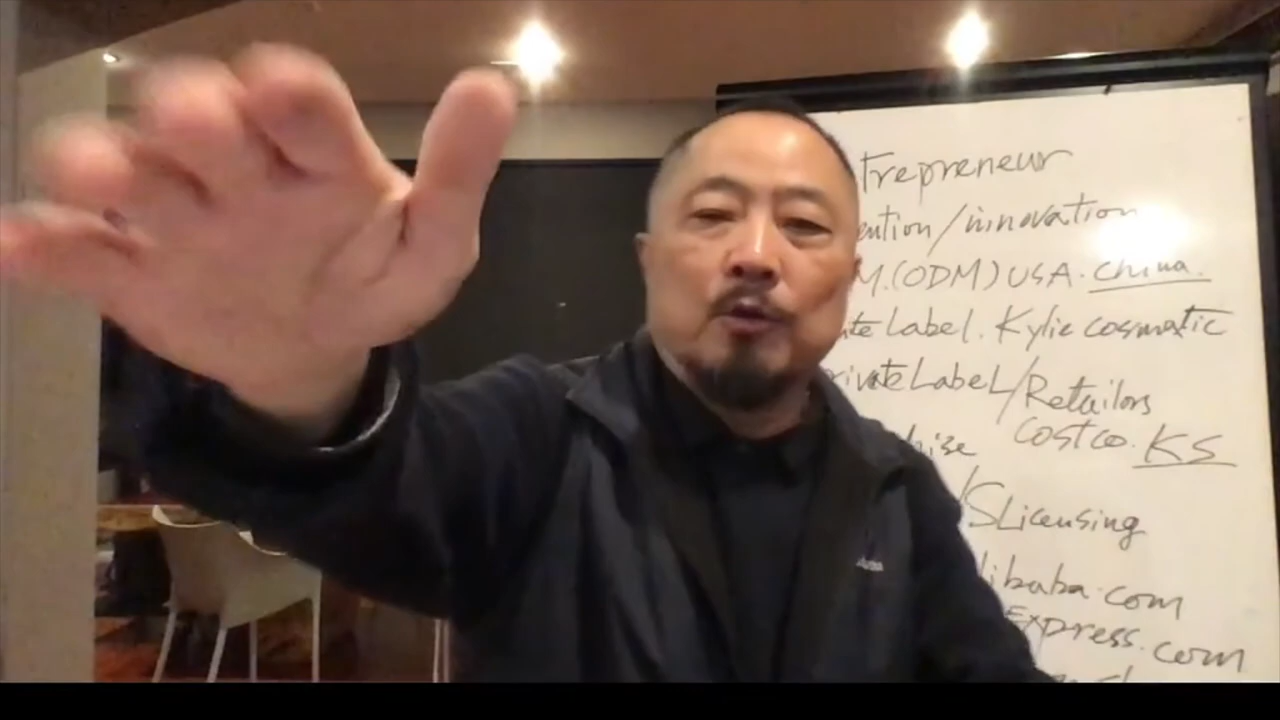 trepreneur
ention/innovation
M.(ODM) USA. China.
te Label. Kylie cosmatic
rivate Label/Retailors
Costco. KS
hise
/SLicensing
libaba.com
Express.com